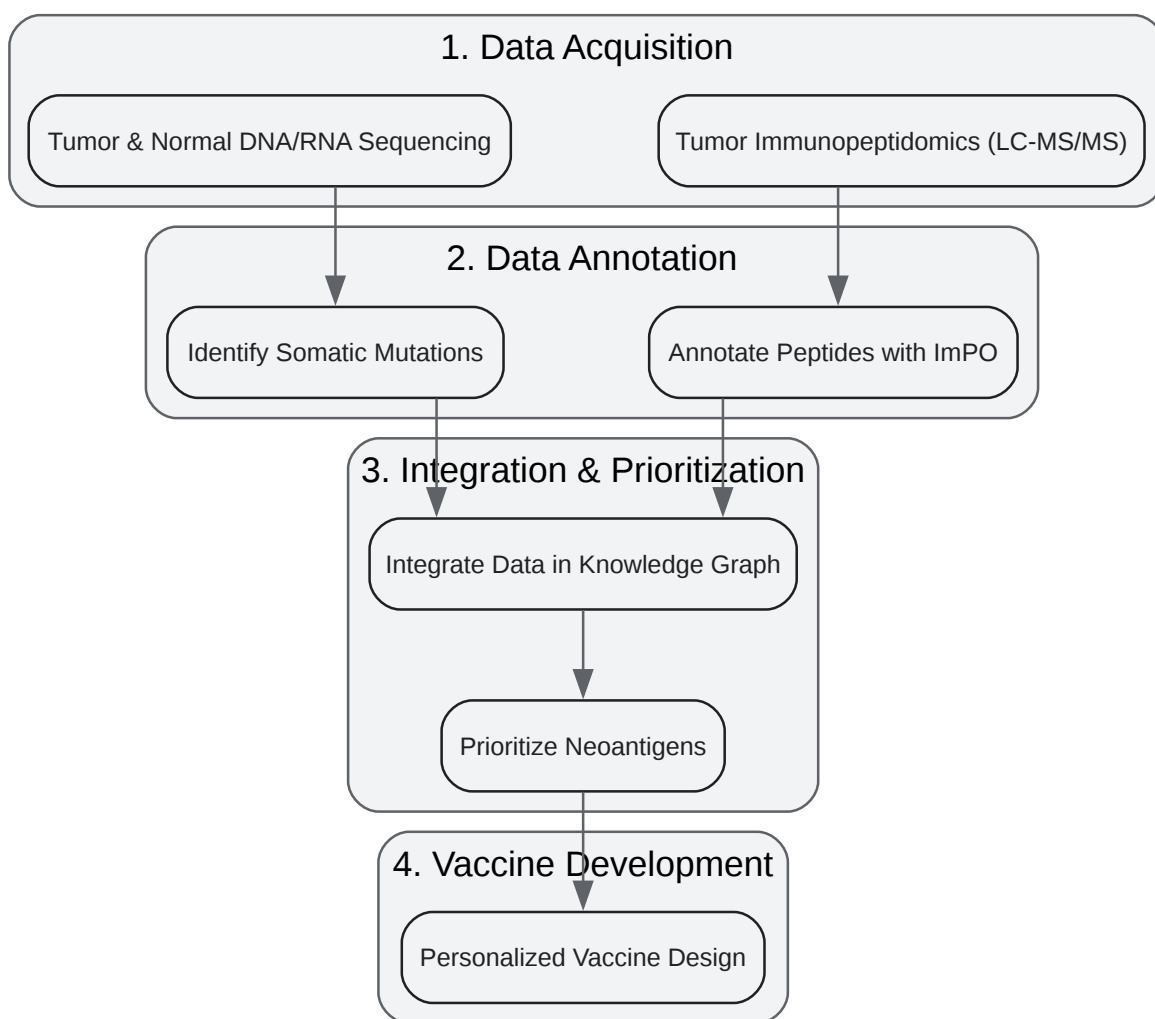 1. Data Acquisition
Tumor & Normal DNA/RNA Sequencing
Tumor Immunopeptidomics (LC-MS/MS)
2. Data Annotation
Identify Somatic Mutations
Annotate Peptides with ImPO
3. Integration & Prioritization
Integrate Data in Knowledge Graph
Prioritize Neoantigens
4. Vaccine Development
Personalized Vaccine Design